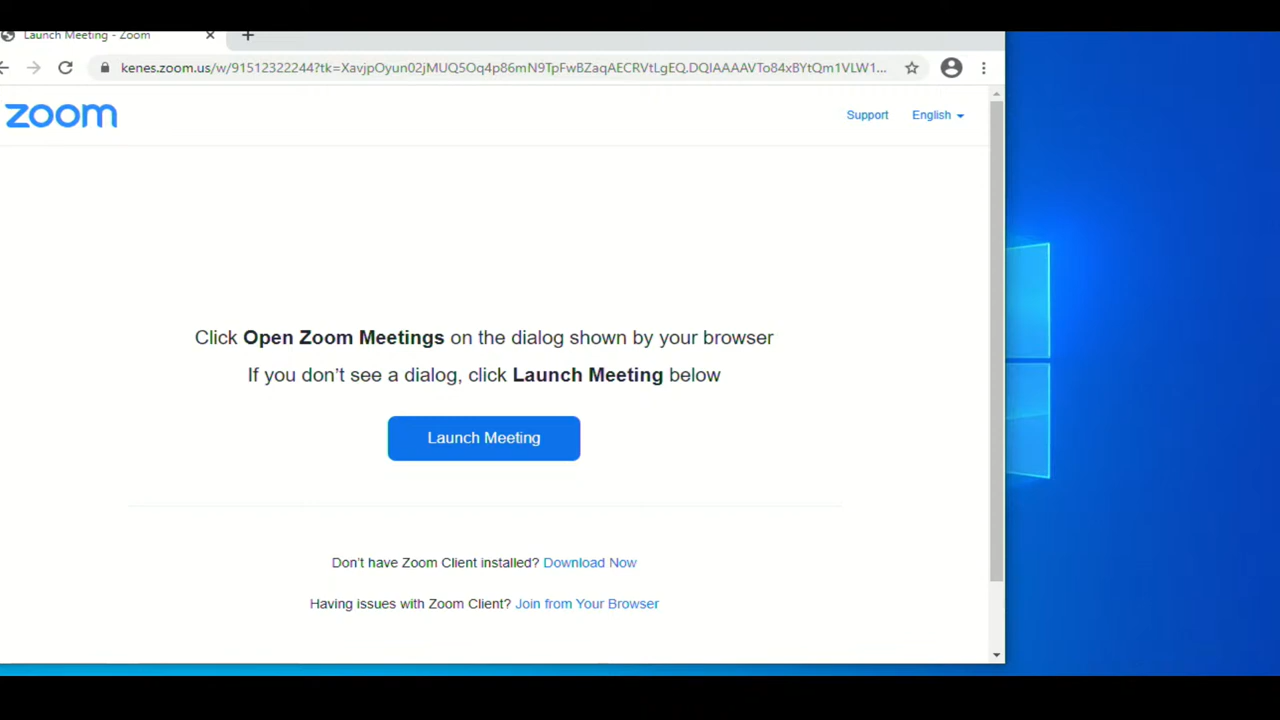 Launch Meeting - Zoom
kenes.zoom.us/w/91512322244?tk=XavjpOyun02jMUQ5Oq4p86mN9TpFwBZaqAECRVtLgEQ.DQIAAAAVTo84xBYtQm1VLW1...
zoom
Support English
Click Open Zoom Meetings on the dialog shown by your browser
If you don’t see a dialog, click Launch Meeting below
Launch Meeting
Don’t have Zoom Client installed? Download Now
Having issues with Zoom Client? Join from Your Browser